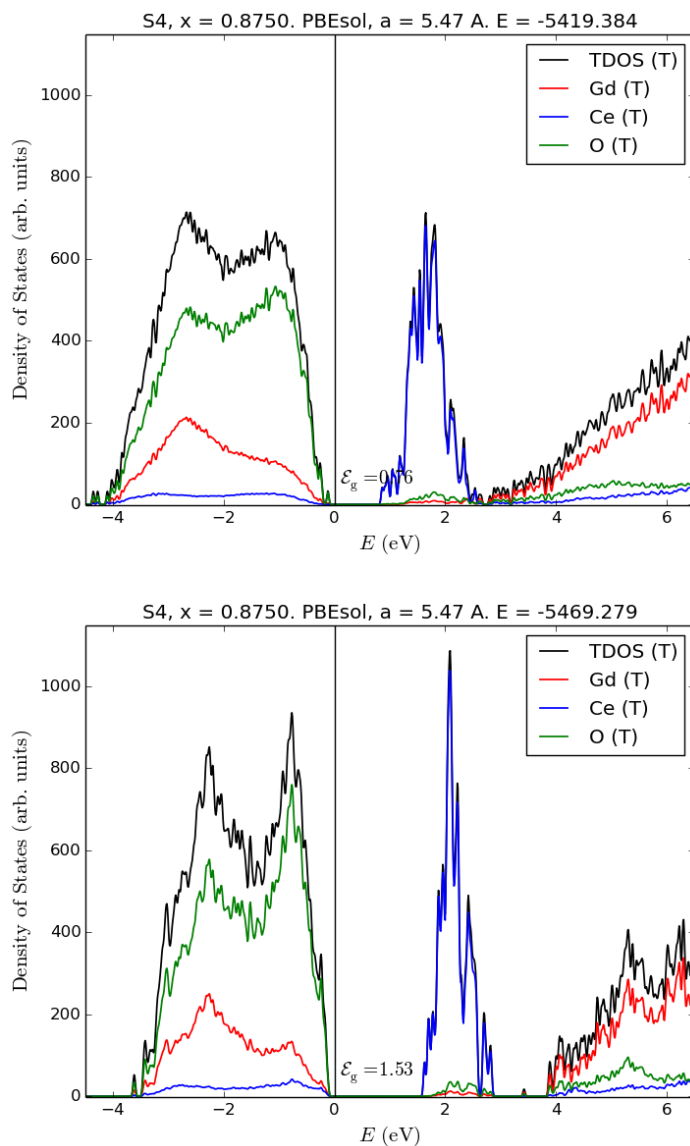 S4, x = 0.8750. PBEsol, a = 5.47 A. E = -5419.384
TDOS (T)
Gd (T)
Ce (T)
O (T)
Density of States (arb. units)
1000
800
600
400
200
0
ℰg = 0.76
−4 −2 0 2 4 6
E (eV)
S4, x = 0.8750. PBEsol, a = 5.47 A. E = -5469.279
TDOS (T)
Gd (T)
Ce (T)
O (T)
Density of States (arb. units)
1000
800
600
400
200
0
ℰg = 1.53
−4 −2 0 2 4 6
E (eV)